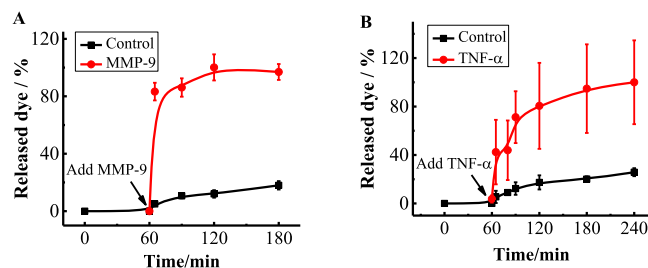 A
Released dye / %
120
80
40
0
Control
MMP-9
Add MMP-9
0
60
120
180
Time/min
B
Released dye / %
120
80
40
0
Control
TNF-α
Add TNF-α
0
60
120
180
240
Time/min